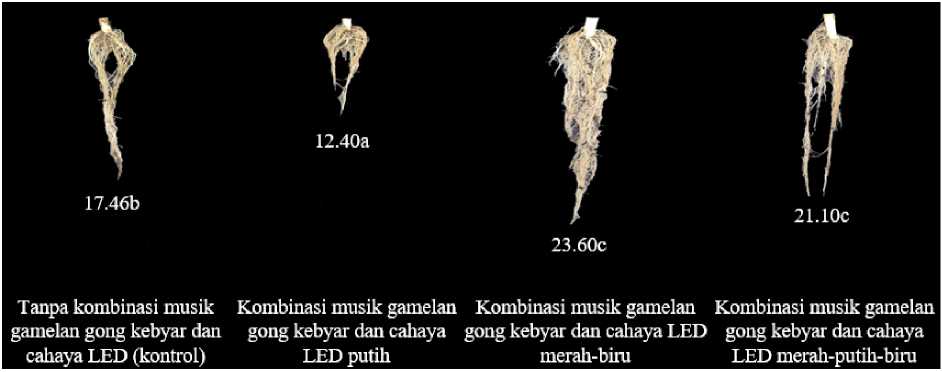 17.46b
12.40a
23.60c
21.10c
Tanpa kombinasi musik
gamelan gong kebyar dan
cahaya LED (kontrol)
Kombinasi musik gamelan
gong kebyar dan cahaya
LED putih
Kombinasi musik gamelan
gong kebyar dan cahaya LED
merah-biru
Kombinasi musik gamelan
gong kebyar dan cahaya
LED merah-putih-biru